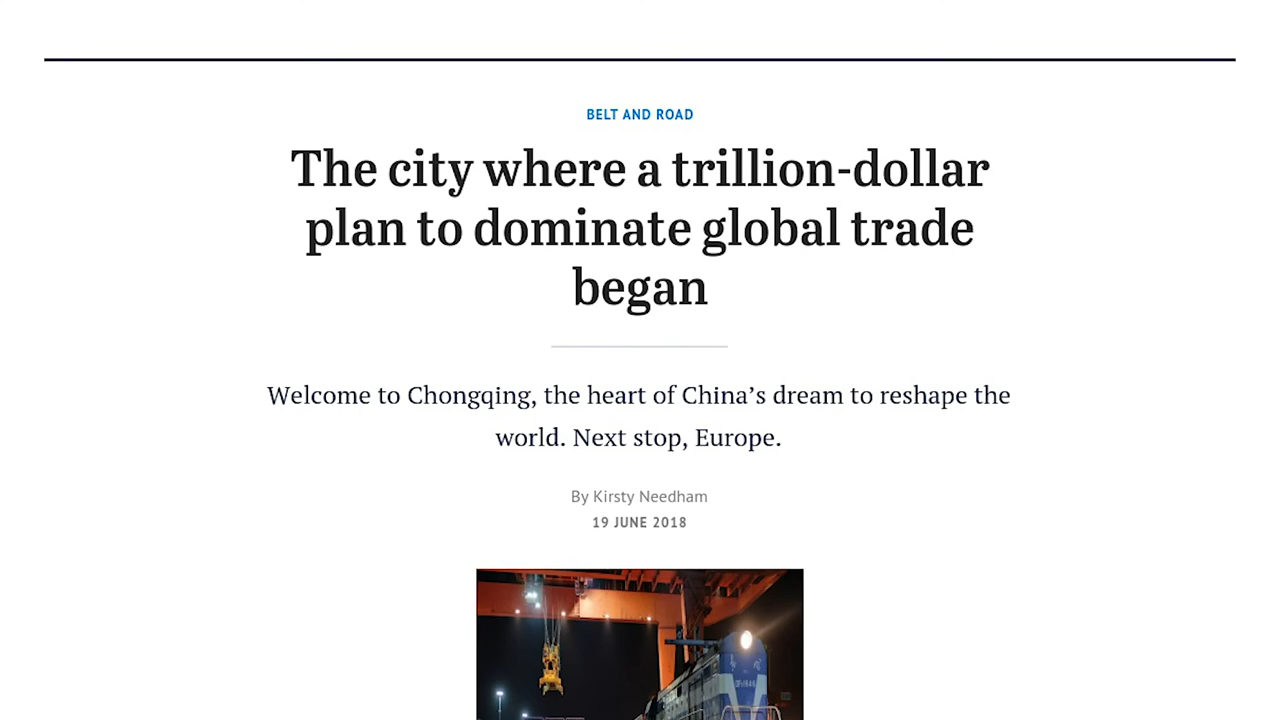 BELT AND ROAD
The city where a trillion-dollar
plan to dominate global trade
began
Welcome to Chongqing, the heart of China’s dream to reshape the
world. Next stop, Europe.
By Kirsty Needham
19 JUNE 2018